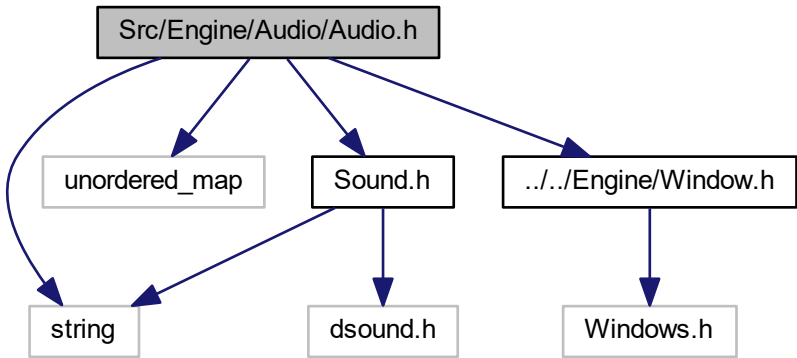 Src/Engine/Audio/Audio.h
unordered_map
Sound.h
../../Engine/Window.h
string
dsound.h
Windows.h